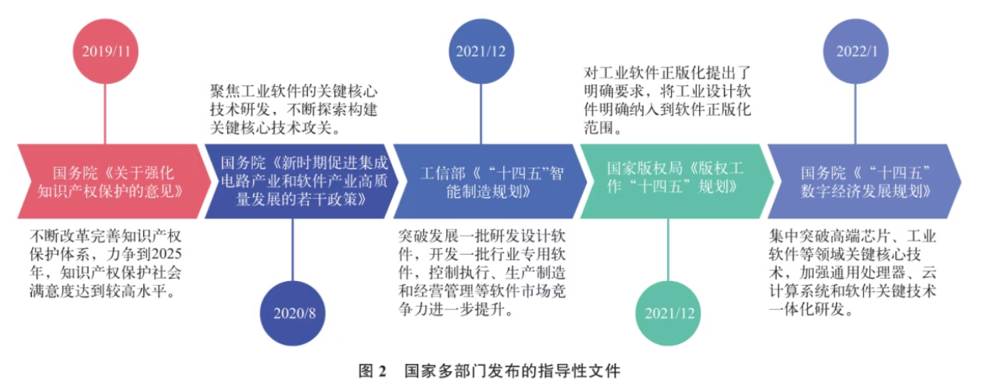 2019/11
国务院《关于强化
知识产权保护的意见》
不断改革完善知识产权
保护体系，力争到2025
年，知识产权保护社会
满意度达到较高水平。
聚焦工业软件的关键核心
技术研发，不断探索构建
关键核心技术攻关。
国务院《新时期促进集成
电路产业和软件产业高质
量发展的若干政策》
2020/8
2021/12
工信部《“十四五”智
能制造规划》
突破发展一批研发设计软
件，开发一批行业专用软
件，控制执行、生产制造
和经营管理等软件市场竞
争力进一步提升。
对工业软件正版化提出了
明确要求，将工业设计软
件明确纳入到软件正版化
范围。
国家版权局《版权工
作“十四五”规划》
2021/12
2022/1
国务院《“十四五”
数字经济发展规划》
集中突破高端芯片、工业
软件等领域关键核心技
术，加强通用处理器、云
计算系统和软件关键技术
一体化研发。
图 2 国家多部门发布的指导性文件